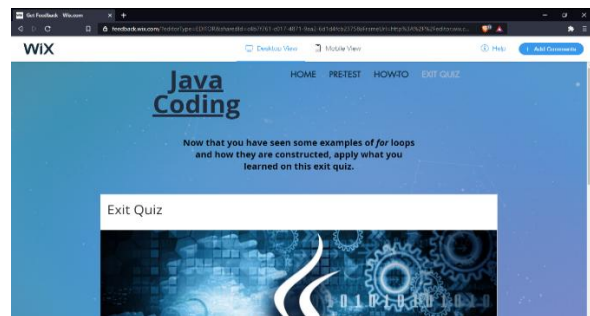 Get Feedback - Wix.com
WiX
Desktop View
Mobile View
Help
+ Add Comments
Java
Coding
HOME PRE-TEST HOW-TO EXIT QUIZ
Now that you have seen some examples of for loops
and how they are constructed, apply what you
learned on this exit quiz.
Exit Quiz